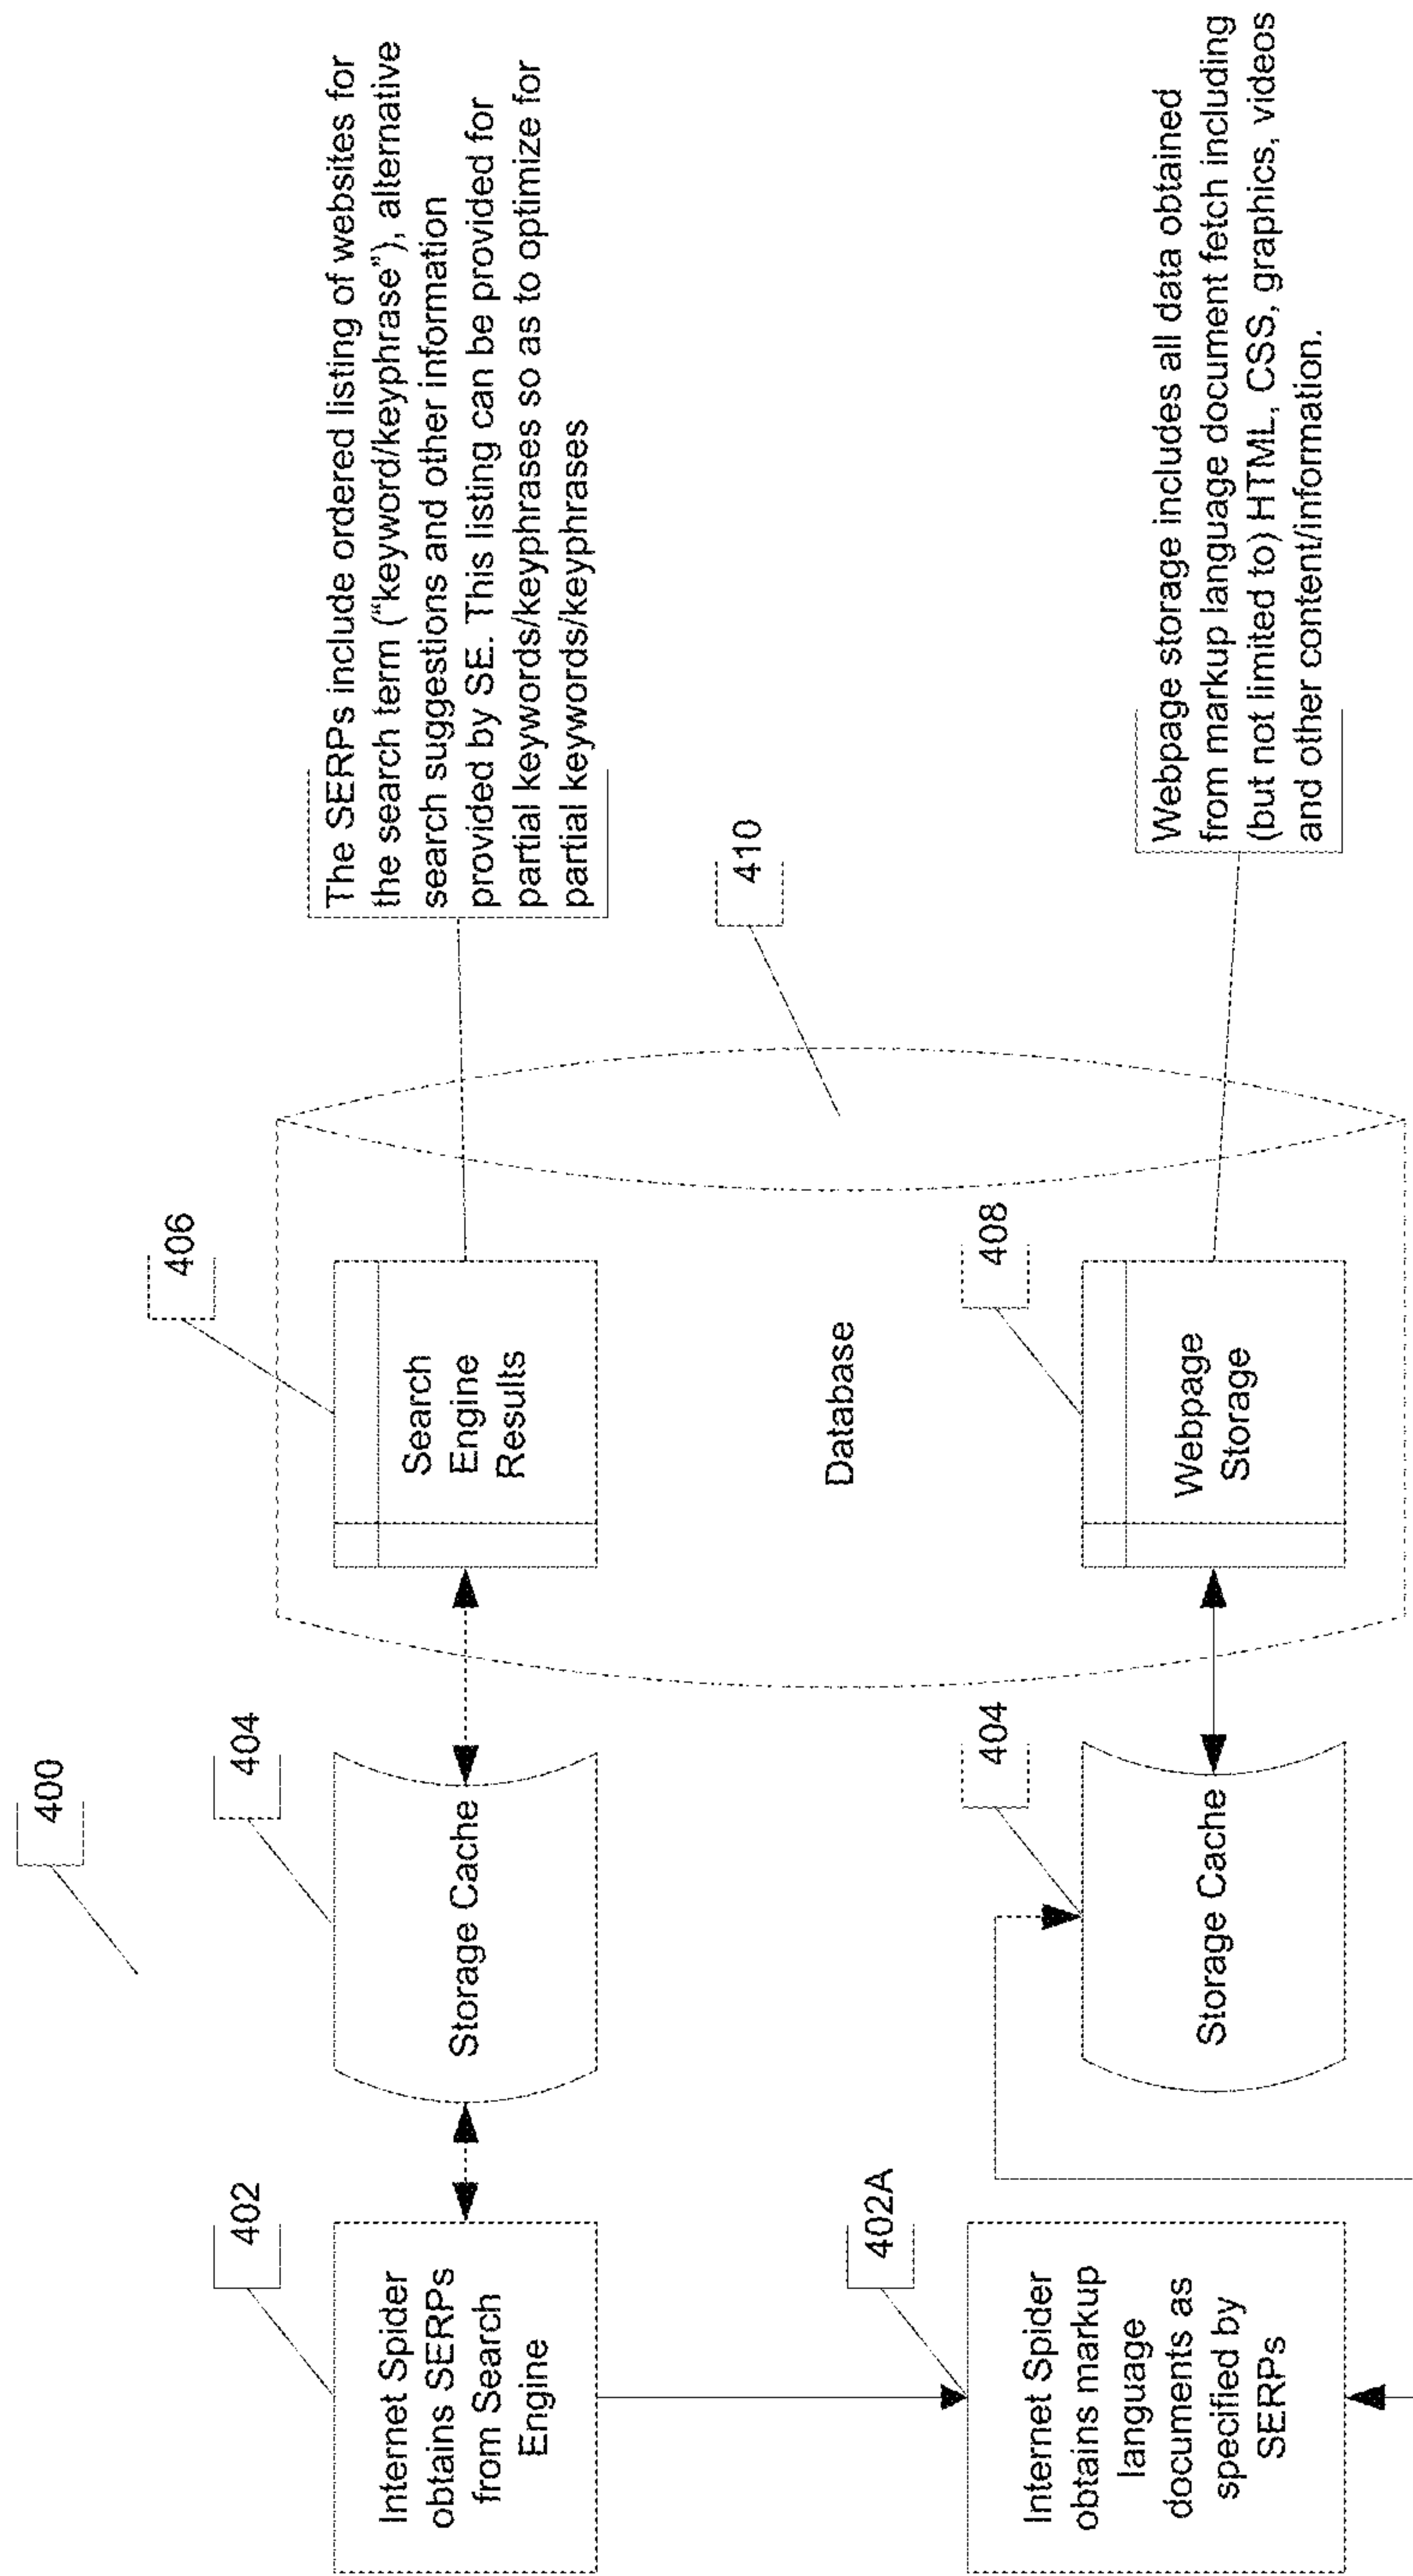 400
402
Internet Spider
obtains SERPs
from Search
Engine
404
Storage Cache
406
Search
Engine
Results
The SERPs include ordered listing of websites for
the search term (“keyword/keyphrase”), alternative
search suggestions and other information
provided by SE. This listing can be provided for
partial keywords/keyphrases so as to optimize for
partial keywords/keyphrases
Database
410
402A
Internet Spider
obtains markup
language
documents as
specified by
SERPs
404
Storage Cache
408
Webpage
Storage
Webpage storage includes all data obtained
from markup language document fetch including
(but not limited to) HTML, CSS, graphics, videos
and other content/information.